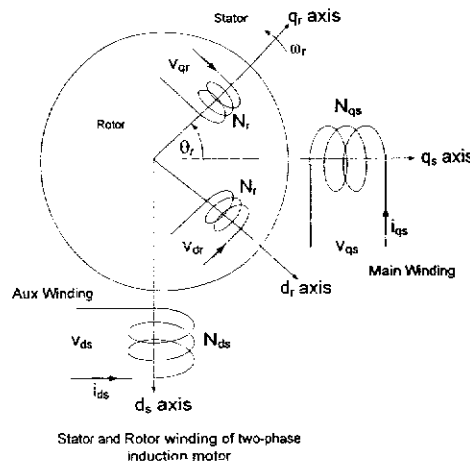 Stator
qr axis
ωr
vqr
Rotor
Nr
Nqs
θr
qs axis
Nr
vdr
iqs
vqs
Main Winding
dr axis
Aux Winding
vds
Nds
ids
ds axis
Stator and Rotor winding of two-phase
induction motor